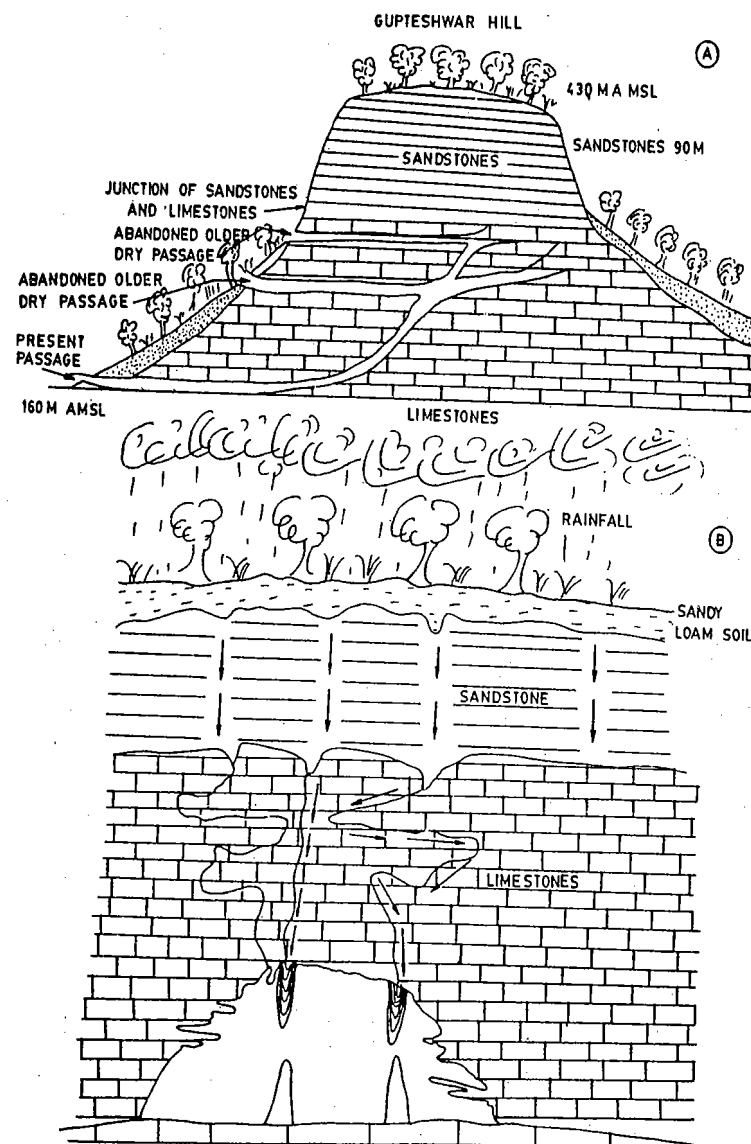 GUPTESHWAR HILL
A
430 M A MSL
SANDSTONES 90M
SANDSTONES
JUNCTION OF SANDSTONES
AND LIMESTONES
ABANDONED OLDER
DRY PASSAGE
ABANDONED OLDER
DRY PASSAGE
PRESENT
PASSAGE
160 M AMSL
LIMESTONES
RAINFALL
B
SANDY
LOAM SOIL
SANDSTONE
LIMESTONES